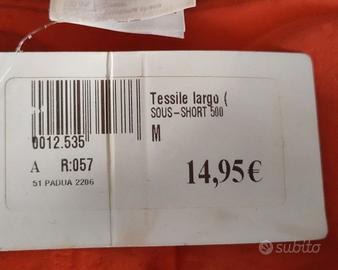 Tessile largo (
SOUS-SHORT 500
M
0012.535
A R:057
51 PADUA 2206
14,95€
subito